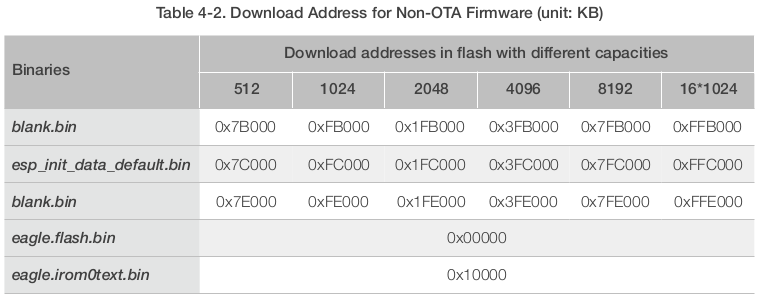 Table 4-2. Download Address for Non-OTA Firmware (unit: KB)
Binaries
Download addresses in flash with different capacities
512 1024 2048 4096 8192 16*1024
blank.bin 0x7B000 0xFB000 0x1FB000 0x3FB000 0x7FB000 0xFFB000
esp_init_data_default.bin 0x7C000 0xFC000 0x1FC000 0x3FC000 0x7FC000 0xFFC000
blank.bin 0x7E000 0xFE000 0x1FE000 0x3FE000 0x7FE000 0xFFE000
eagle.flash.bin 0x00000
eagle.irom0text.bin 0x10000